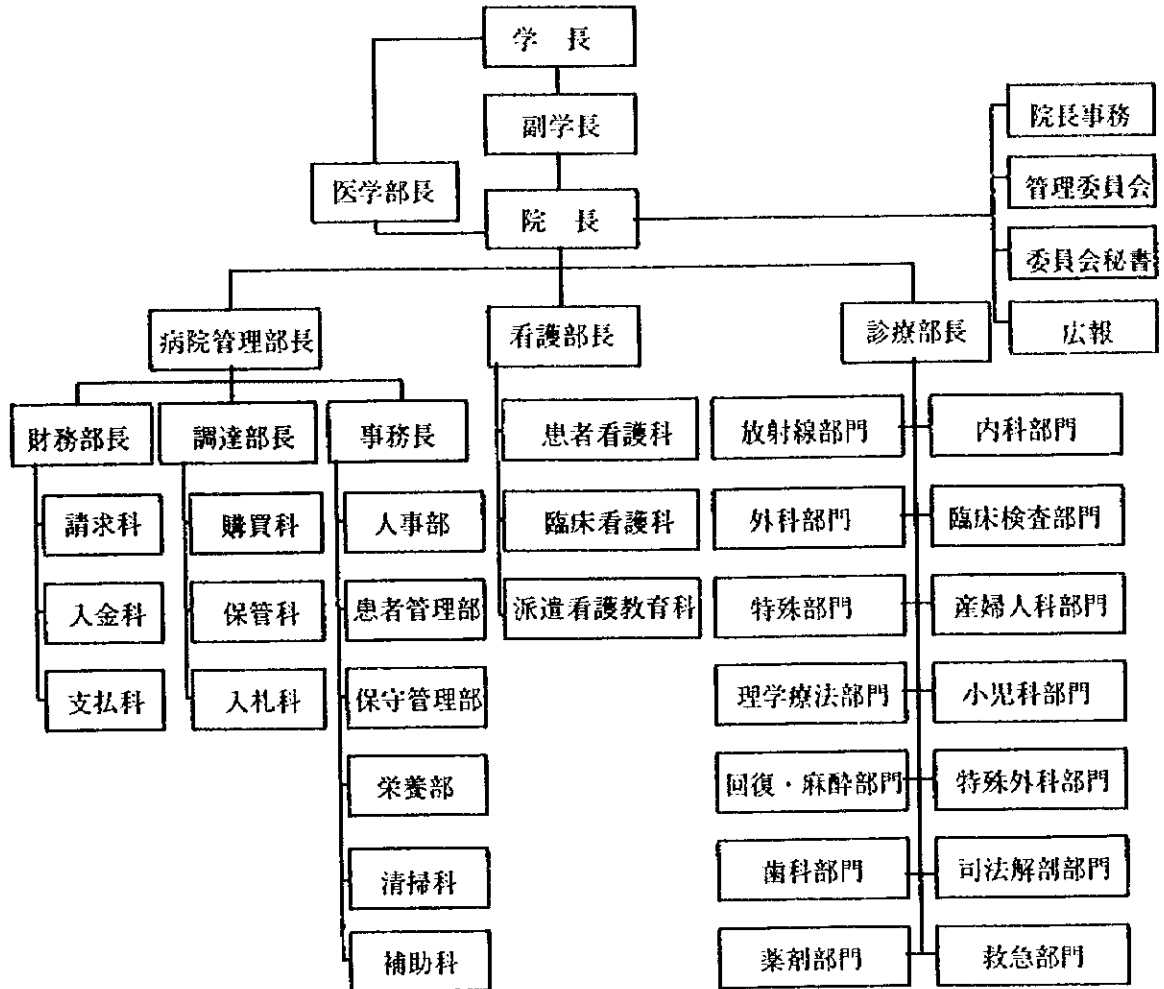 学 長
副学長
医学部長
院 長
院長事務
管理委員会
委員会秘書
広報
病院管理部長
看護部長
診療部長
財務部長
調達部長
事務長
請求科
入金科
支払科
購買科
保管科
入札科
人事部
患者管理部
保守管理部
栄養部
清掃科
補助科
患者看護科
臨床看護科
派遣看護教育科
放射線部門
内科部門
外科部門
臨床検査部門
特殊部門
産婦人科部門
理学療法部門
小児科部門
回復・麻酔部門
特殊外科部門
歯科部門
司法解剖部門
薬剤部門
救急部門